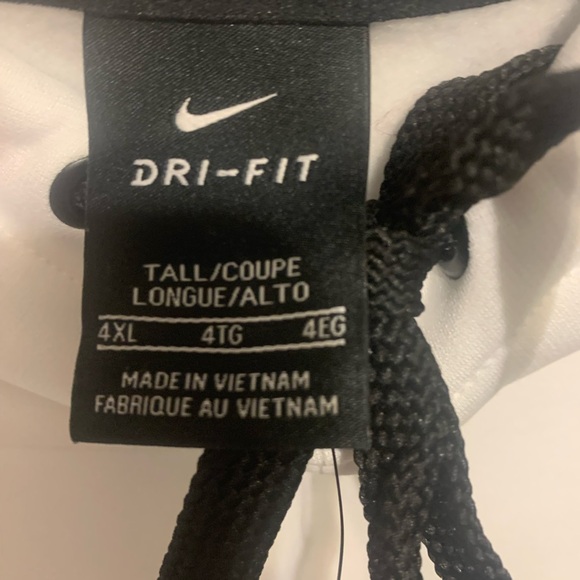 DRI-FIT
TALL/COUPE
LONGUE/ALTO
4XL 4TG 4EG
MADE IN VIETNAM
FABRIQUE AU VIETNAM